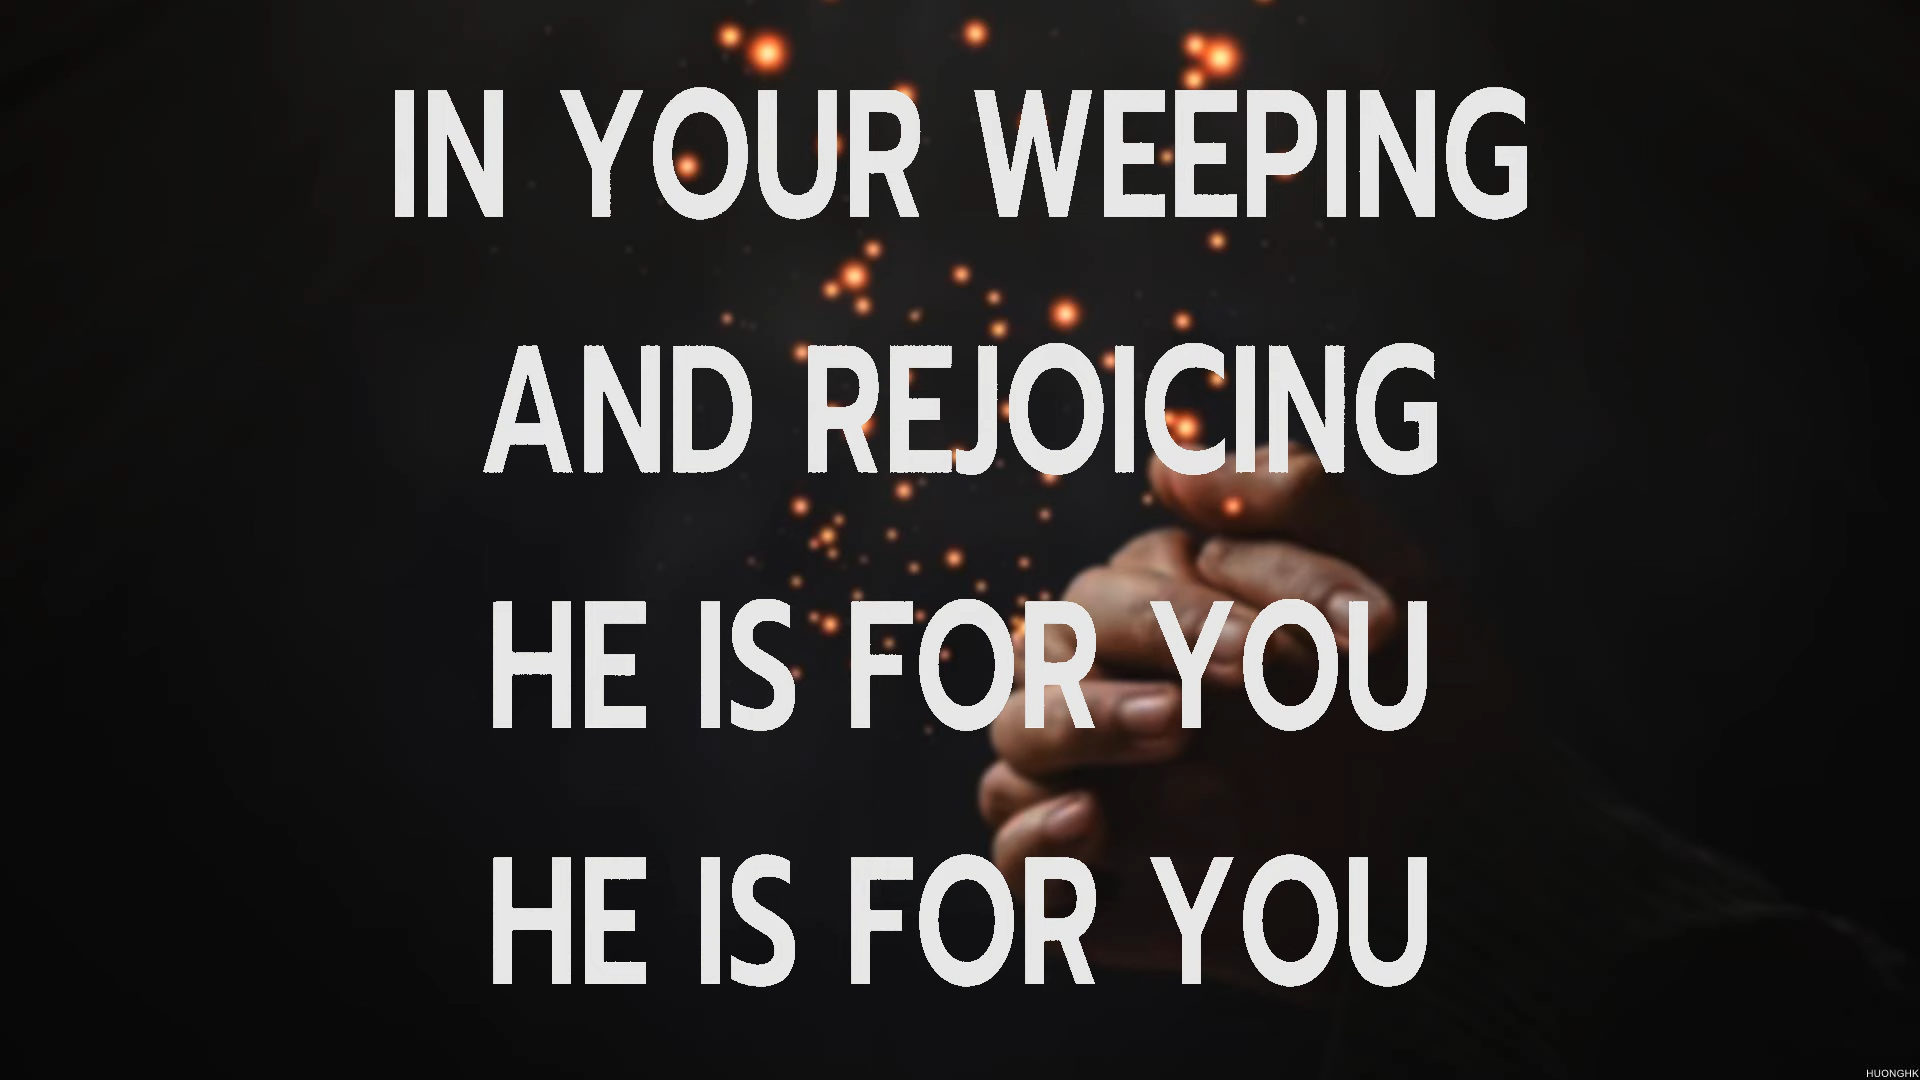 IN YOUR WEEPING
AND REJOICING
HE IS FOR YOU
HE IS FOR YOU
HUONGHK